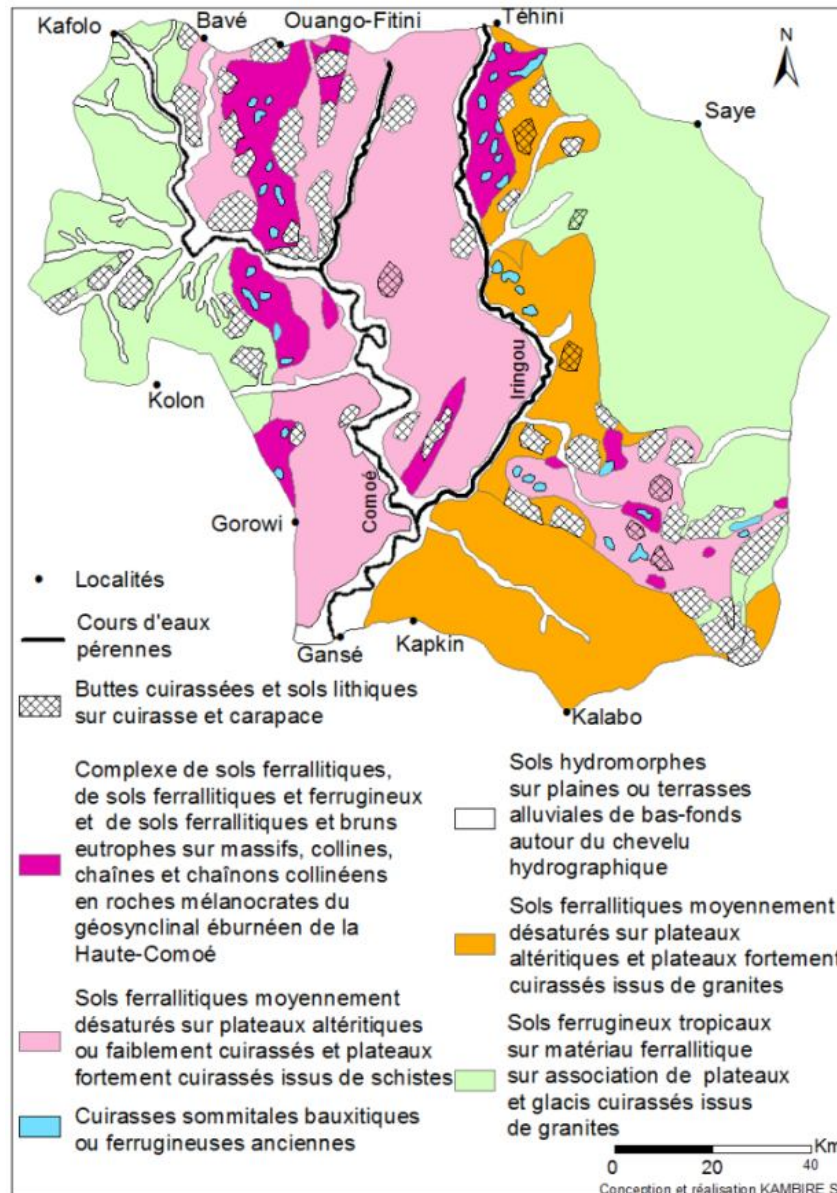 Kafolo
Bavé
Ouango-Fitini
Téhini
N
Saye
Kolon
Iringou
Comoé
Gorowi
Gansé
Kapkin
Kalabo
Localités
Cours d'eaux
pérennes
Buttes cuirassées et sols lithiques
sur cuirasse et carapace
Complexe de sols ferrallitiques,
de sols ferrallitiques et ferrugineux
et de sols ferrallitiques et bruns
eutrophes sur massifs, collines,
chaînes et chaînons collinéens
en roches mélanocrates du
géosynclinal éburnéen de la
Haute-Comoé
Sols ferrallitiques moyennement
désaturés sur plateaux altéritiques
ou faiblement cuirassés et plateaux
fortement cuirassés issus de schistes
Cuirasses sommitales bauxitiques
ou ferrugineuses anciennes
Sols hydromorphes
sur plaines ou terrasses
alluviales de bas-fonds
autour du chevelu
hydrographique
Sols ferrallitiques moyennement
désaturés sur plateaux
altéritiques et plateaux fortement
cuirassés issus de granites
Sols ferrugineux tropicaux
sur matériau ferrallitique
sur association de plateaux
et glacis cuirassés issus
de granites
Km
0 20 40
Conception et réalisation KAMBIRE S